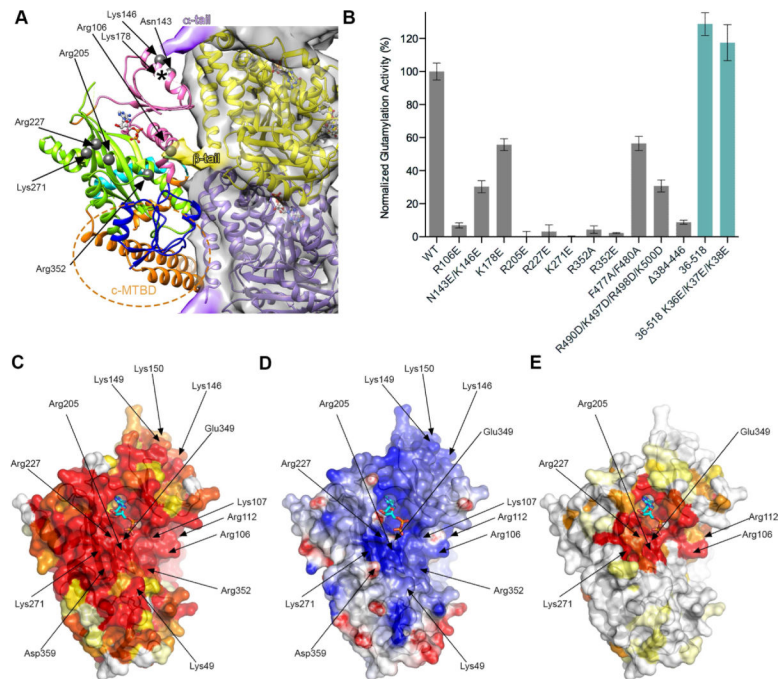 A
Lys146
Asn143
α-tail
Arg106
Lys178
Arg205
*
Arg227
β-tail
Lys271
Arg352
c-MTBD
B
Normalized Glutamylation Activity (%)
120
100
80
60
40
20
0
WT
R106E
N143E/K146E
K178E
R205E
R227E
K271E
R352A
R352E
F477A/F480A
R490D/K497D/R498D/K500D
Δ384-446
36-518
36-518 K36E/K37E/K38E
C
Lys150
Lys149
Lys146
Arg205
Glu349
Arg227
Lys107
Arg112
Arg106
Arg352
Lys271
Asp359
Lys49
D
Lys150
Lys149
Lys146
Arg205
Glu349
Arg227
Lys107
Arg112
Arg106
Lys271
Arg352
Asp359
Lys49
E
Arg205
Glu349
Arg227
Arg112
Arg106
Lys271